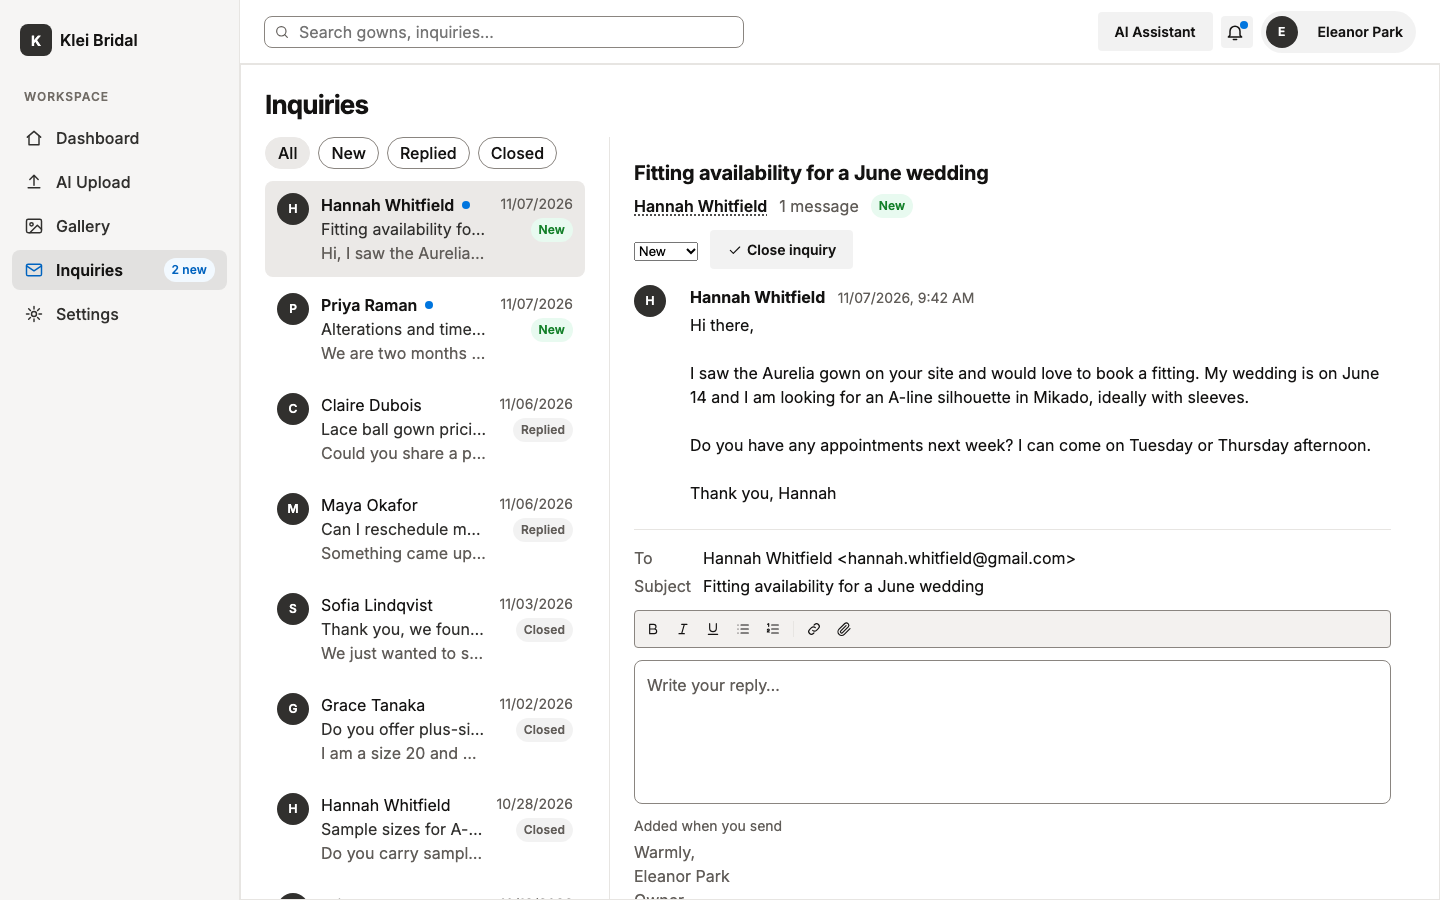 K
Klei Bridal
WORKSPACE
Dashboard
AI Upload
Gallery
Inquiries
2 new
Settings
Search gowns, inquiries...
AI Assistant
E
Eleanor Park
Inquiries
All
New
Replied
Closed
H
Hannah Whitfield
11/07/2026
Fitting availability fo...
New
Hi, I saw the Aurelia...
P
Priya Raman
11/07/2026
Alterations and time...
New
We are two months ...
C
Claire Dubois
11/06/2026
Lace ball gown prici...
Replied
Could you share a p...
M
Maya Okafor
11/06/2026
Can I reschedule m...
Replied
Something came up...
S
Sofia Lindqvist
11/03/2026
Thank you, we foun...
Closed
We just wanted to s...
G
Grace Tanaka
11/02/2026
Do you offer plus-si...
Closed
I am a size 20 and ...
H
Hannah Whitfield
10/28/2026
Sample sizes for A-...
Closed
Do you carry sampl...
Fitting availability for a June wedding
Hannah Whitfield
1 message
New
New
Close inquiry
H
Hannah Whitfield
11/07/2026, 9:42 AM
Hi there,
I saw the Aurelia gown on your site and would love to book a fitting. My wedding is on June
14 and I am looking for an A-line silhouette in Mikado, ideally with sleeves.
Do you have any appointments next week? I can come on Tuesday or Thursday afternoon.
Thank you, Hannah
To
Hannah Whitfield <hannah.whitfield@gmail.com>
Subject
Fitting availability for a June wedding
B I U
Write your reply...
Added when you send
Warmly,
Eleanor Park
Owner